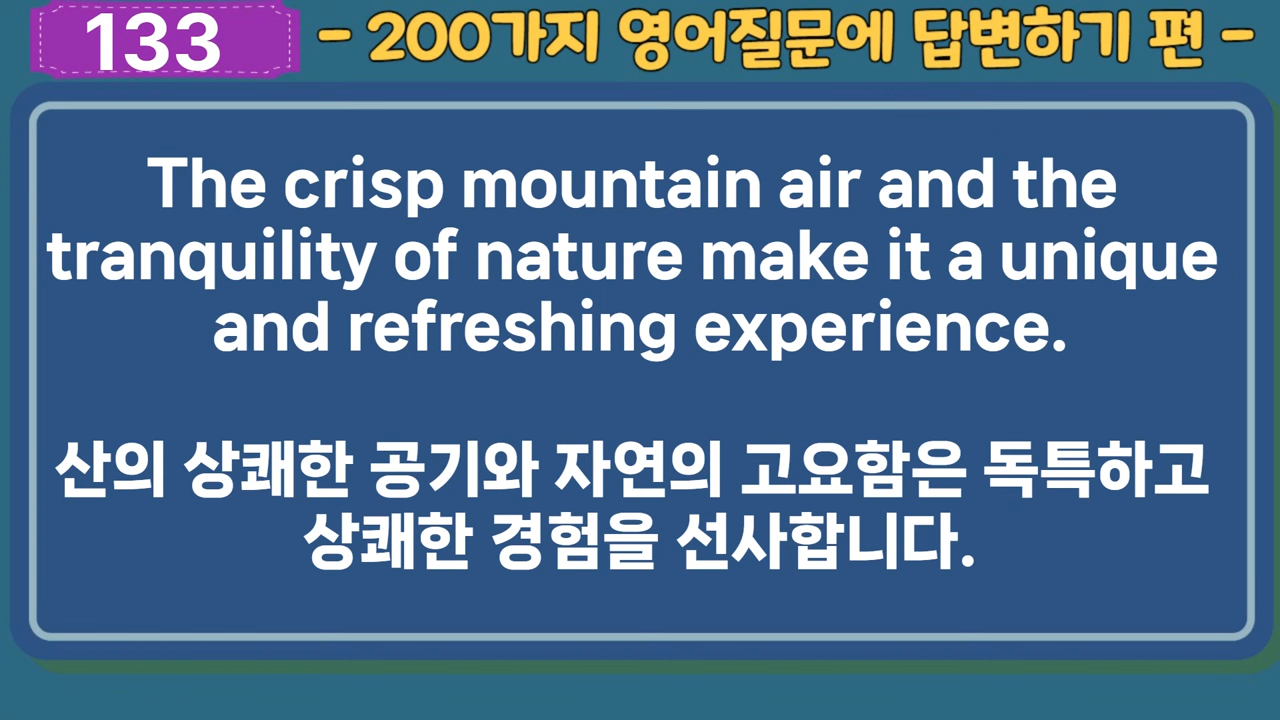 133
- 200가지 영어질문에 답변하기 편 -
The crisp mountain air and the
tranquility of nature make it a unique
and refreshing experience.
산의 상쾌한 공기와 자연의 고요함은 독특하고
상쾌한 경험을 선사합니다.